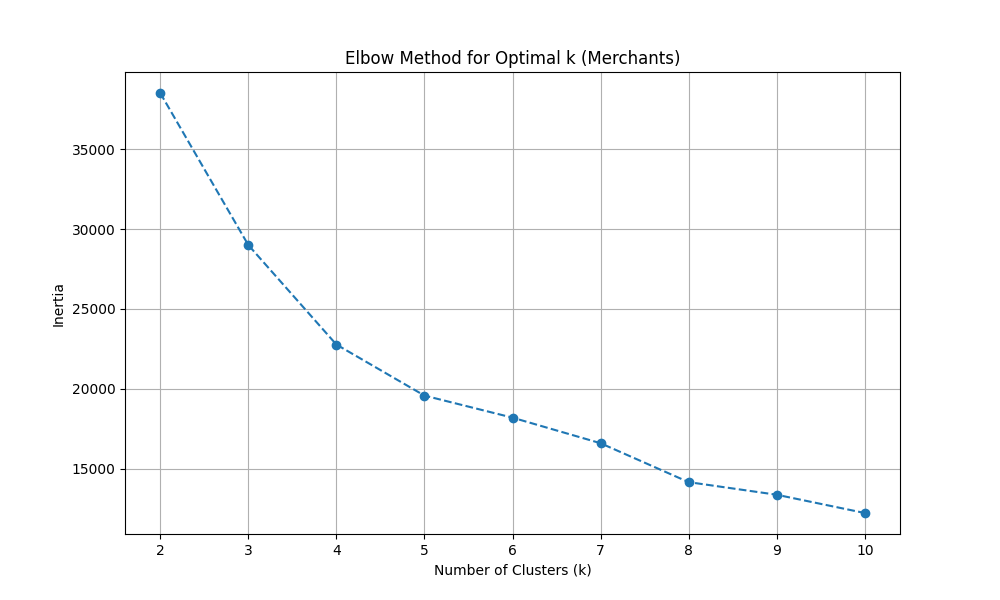 Elbow Method for Optimal k (Merchants)
35000
30000
25000
20000
15000
Inertia
2 3 4 5 6 7 8 9 10
Number of Clusters (k)